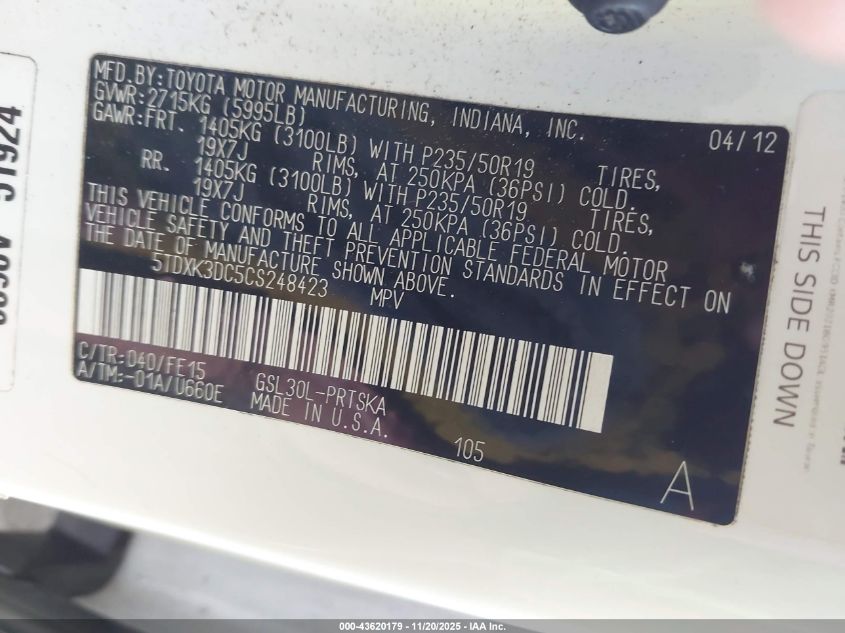 MFD.BY:TOYOTA MOTOR MANUFACTURING, INDIANA, INC. 04/12
GVWR:2715KG (5995LB)
GAWR:FRT. 1405KG (3100LB) WITH P235/50R19 TIRES,
19X7J RIMS, AT 250KPA (36PSI) COLD.
RR. 1405KG (3100LB) WITH P235/50R19 TIRES,
19X7J RIMS, AT 250KPA (36PSI) COLD.
THIS VEHICLE CONFORMS TO ALL APPLICABLE FEDERAL MOTOR
VEHICLE SAFETY AND THEFT PREVENTION STANDARDS IN EFFECT ON
THE DATE OF MANUFACTURE SHOWN ABOVE.
5TDXK3DC5CS248423 MPV
C/TR:040/FE15
A/TM:-01A/U660E
GSL30L-PRTSKA
MADE IN U.S.A.
105
A
51924
THIS SIDE DOWN
000-43620179 - 11/20/2025 - IAA Inc.